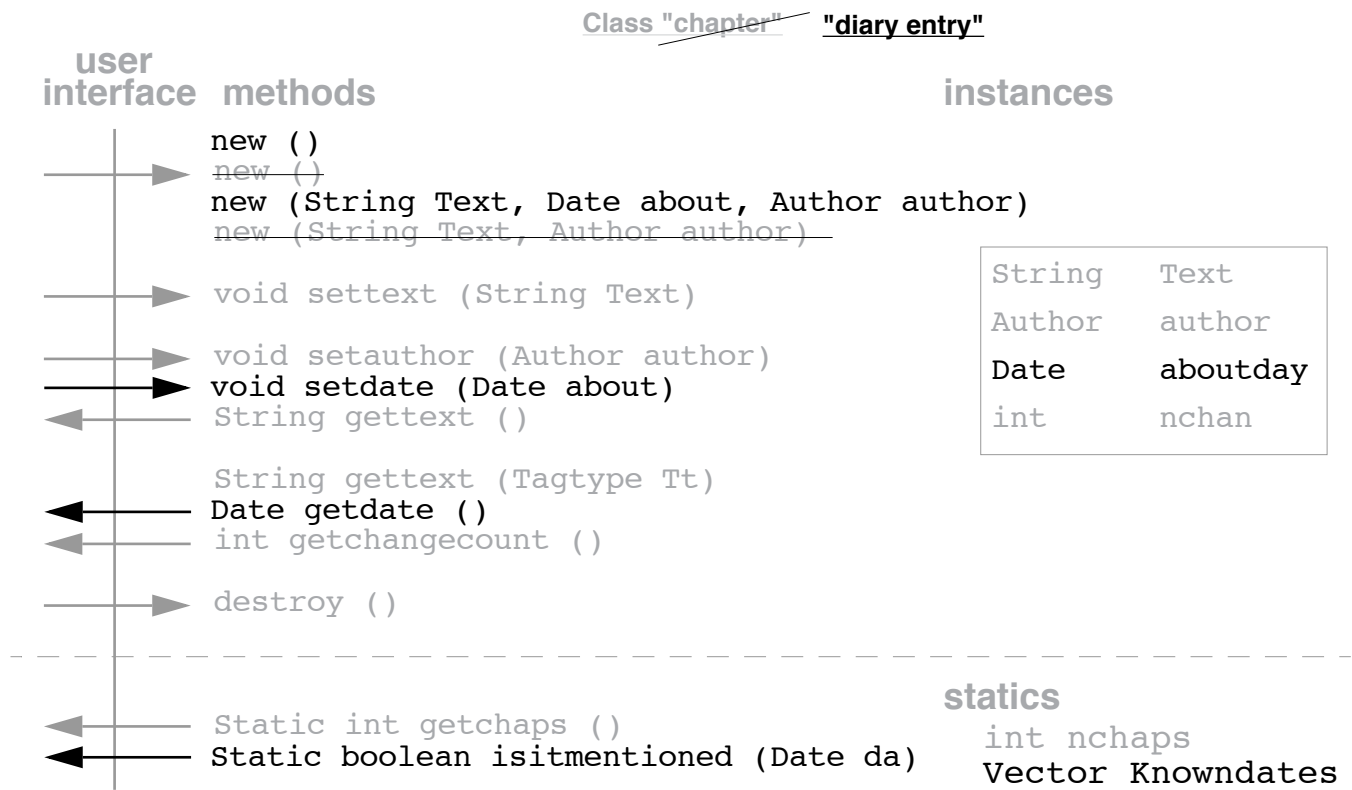 Class "chapter" "diary entry"
user
interface methods instances
new ()
new ()
new (String Text, Date about, Author author)
new (String Text, Author author)
String Text
void settext (String Text)
Author author
void setauthor (Author author)
Date aboutday
void setdate (Date about)
String gettext ()
int nchan
String gettext (Tagtype Tt)
Date getdate ()
int getchangecount ()
destroy ()
statics
Static int getchaps ()
int nchaps
Static boolean isitmentioned (Date da)
Vector Knowndates